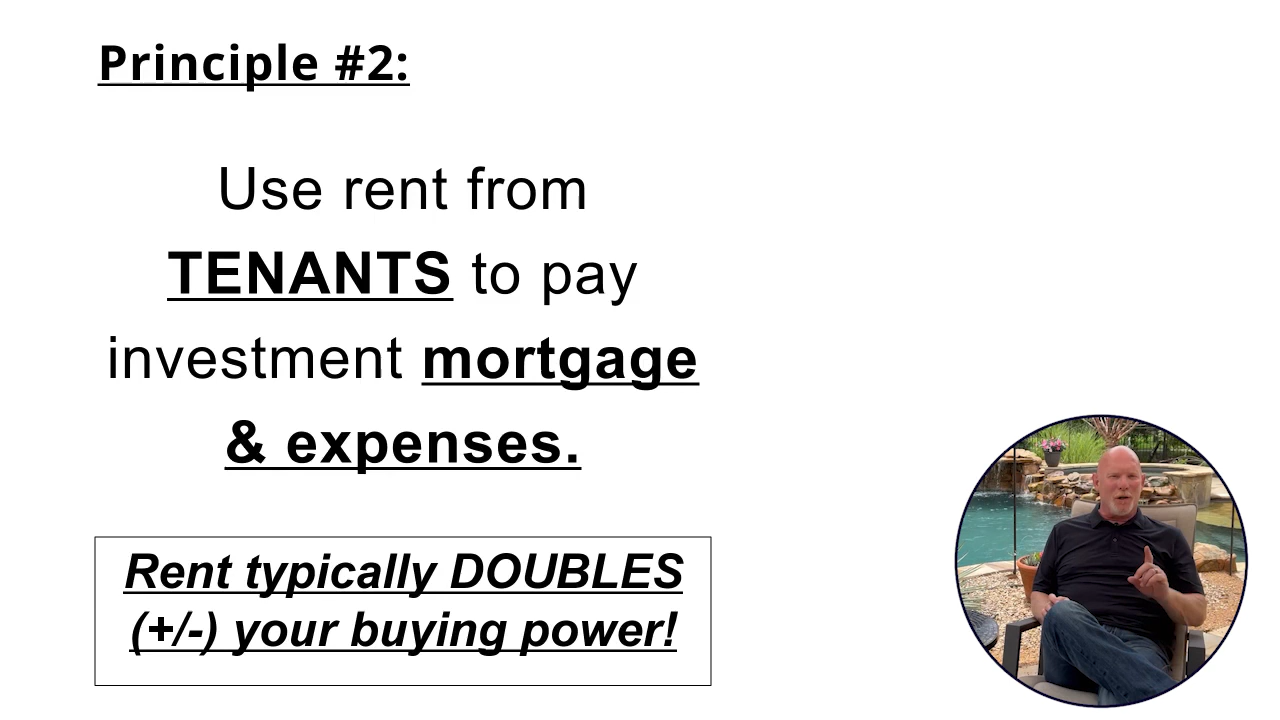 Principle #2:
Use rent from
TENANTS to pay
investment mortgage
& expenses.
Rent typically DOUBLES
(+/-) your buying power!